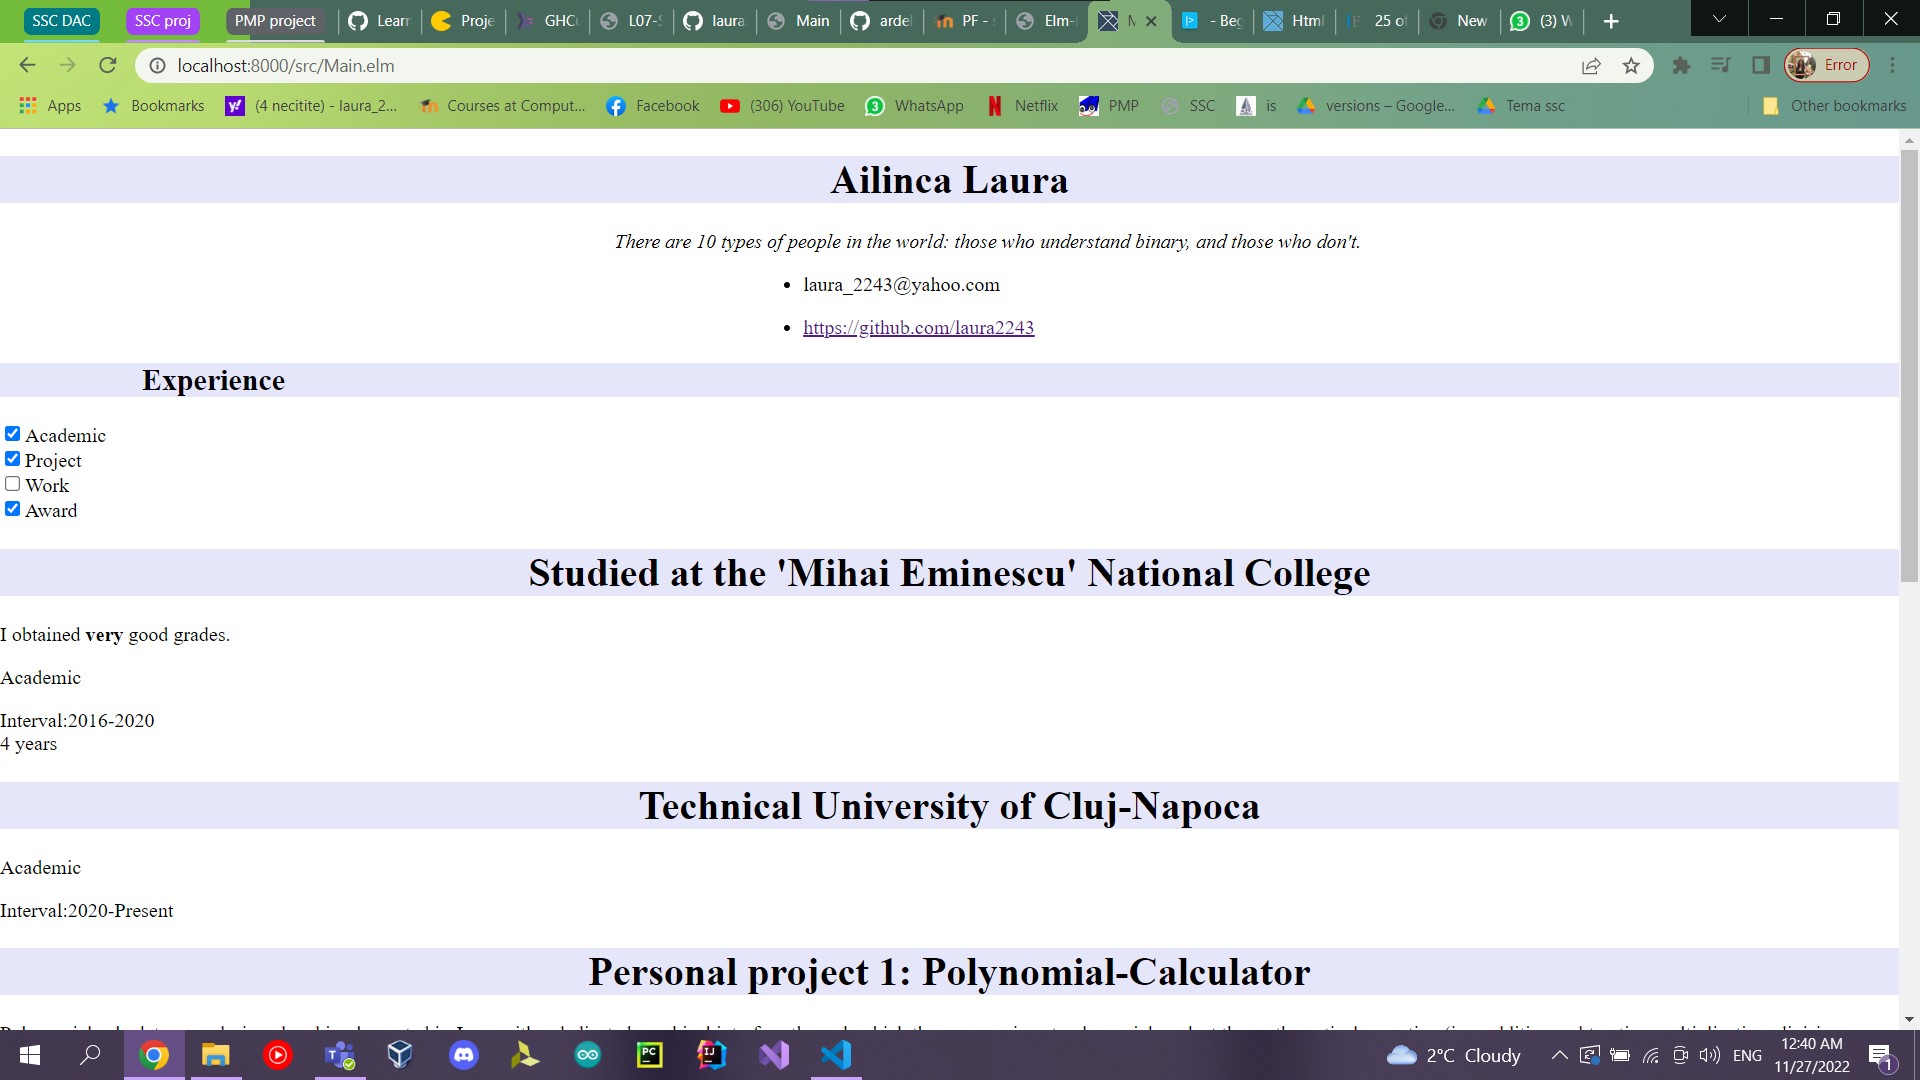 SSC DAC SSC proj PMP project Learn Proje GHCu L07-S laura Main arde PF - Elm- M - Beg Html 25 of New (3) W
localhost:8000/src/Main.elm Error
Apps Bookmarks (4 necitite) - laura_2... Courses at Comput... Facebook (306) YouTube WhatsApp Netflix PMP SSC is versions – Google... Tema ssc Other bookmarks
Ailinca Laura
There are 10 types of people in the world: those who understand binary, and those who don't.
laura_2243@yahoo.com
https://github.com/laura2243
Experience
Academic
Project
Work
Award
Studied at the 'Mihai Eminescu' National College
I obtained very good grades.
Academic
Interval:2016-2020
4 years
Technical University of Cluj-Napoca
Academic
Interval:2020-Present
Personal project 1: Polynomial-Calculator
2°C Cloudy ENG 12:40 AM
11/27/2022 1